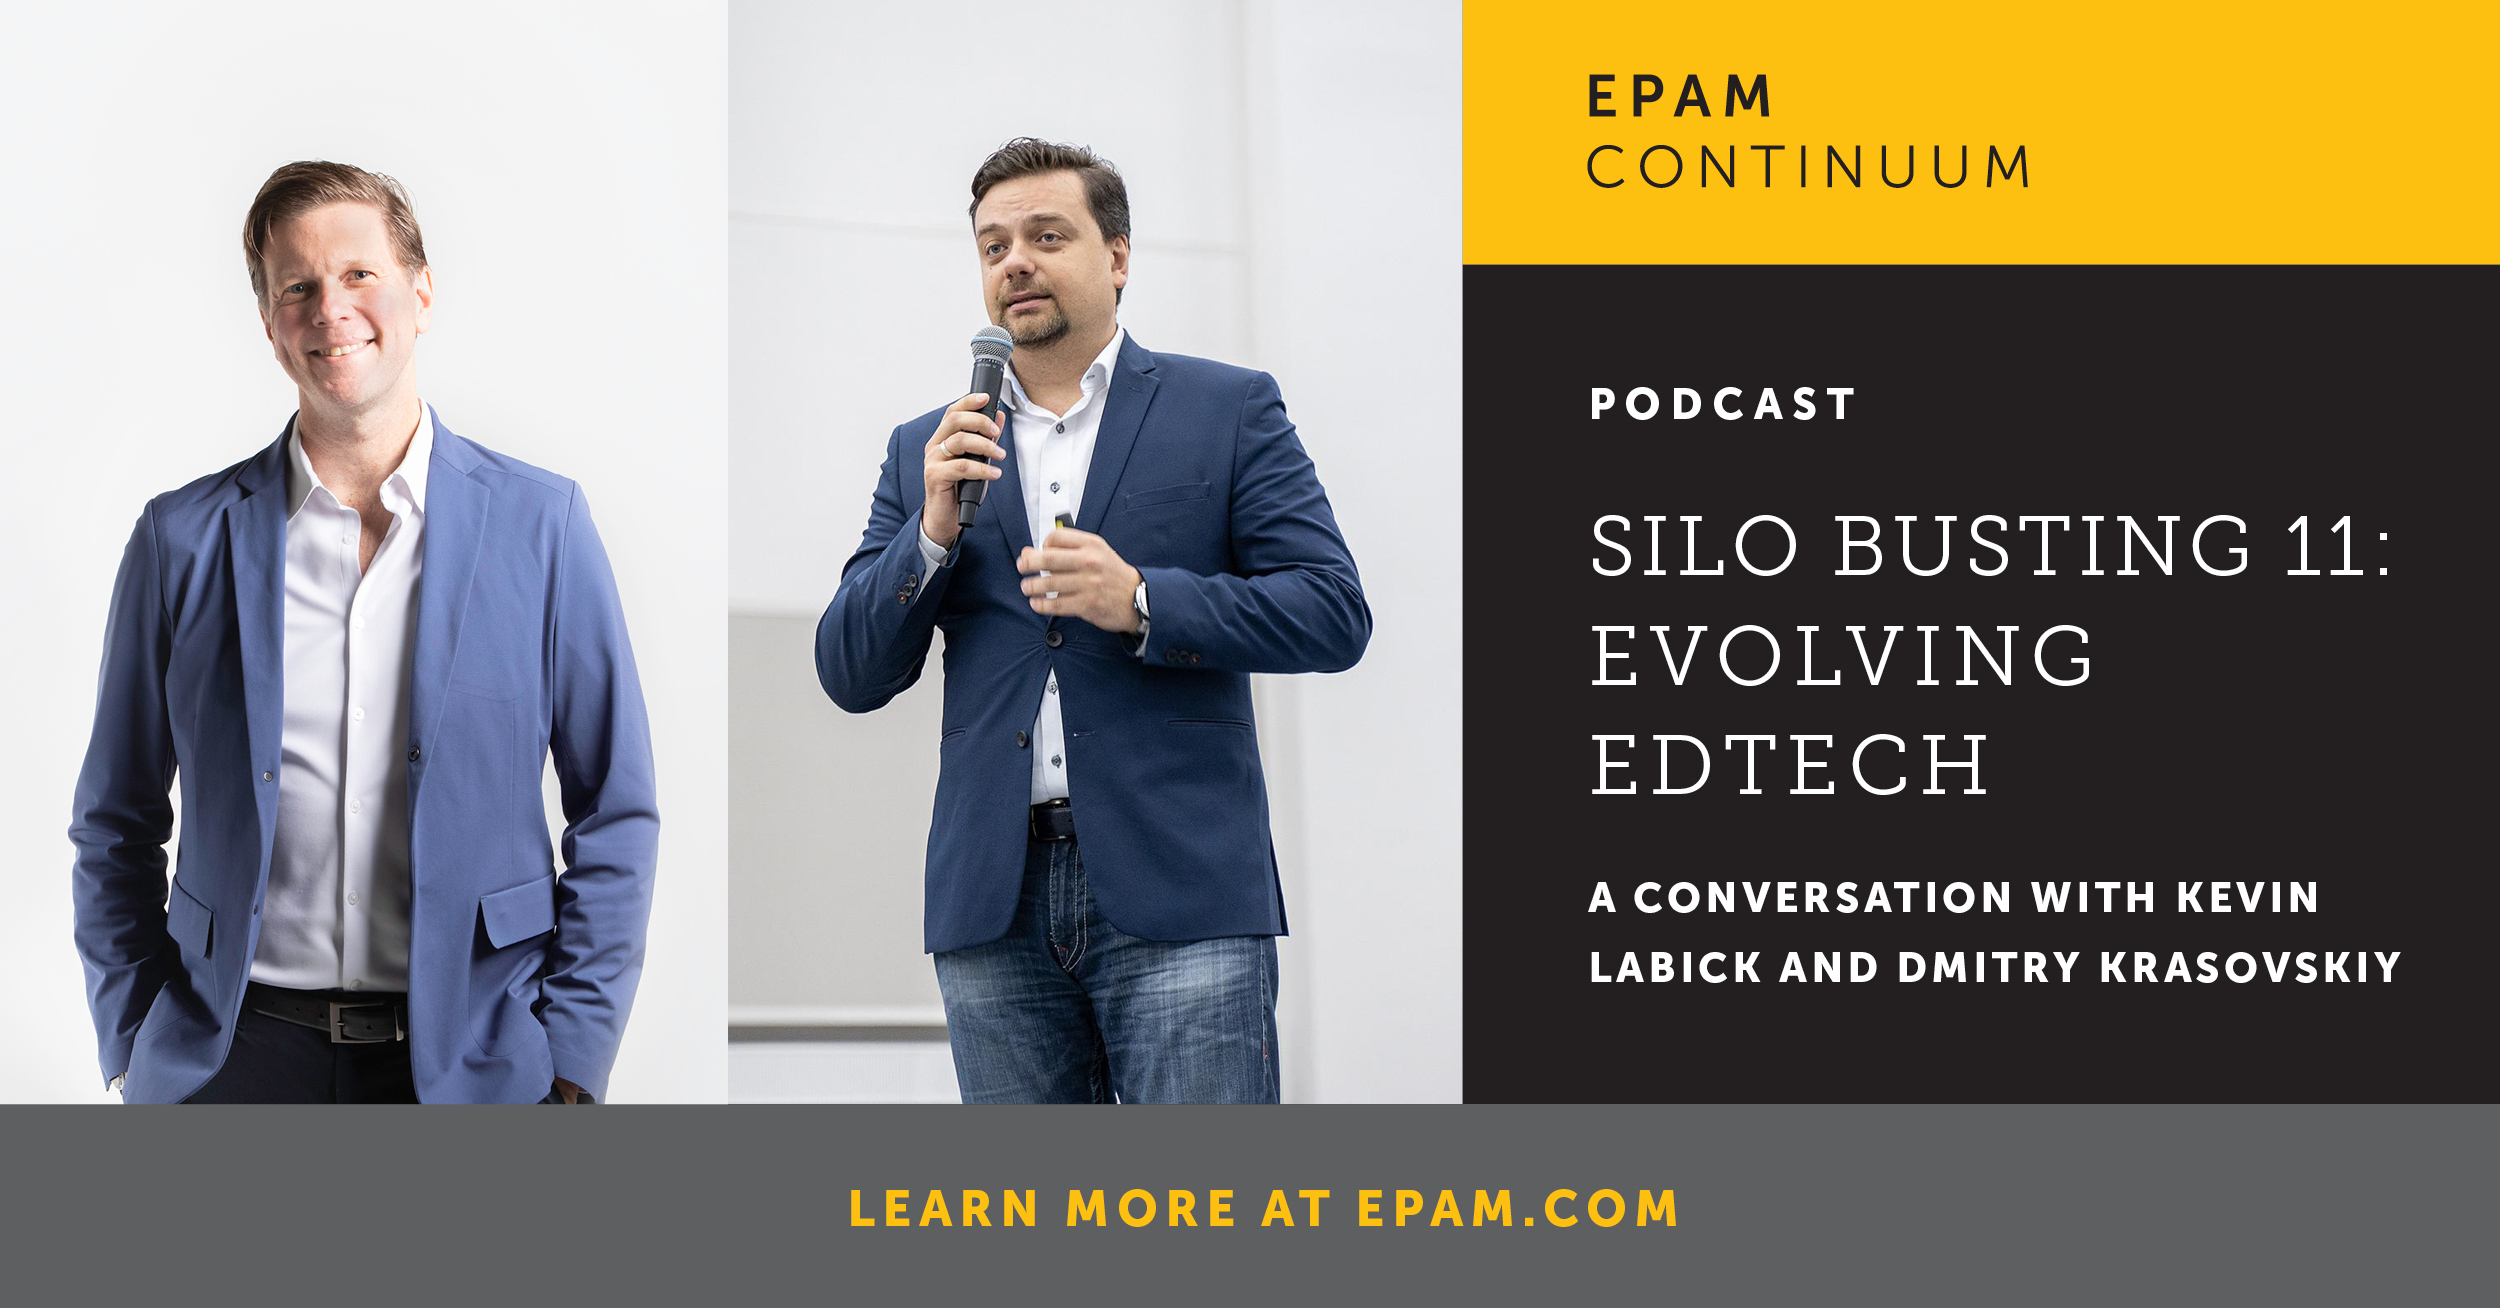 EPAM
CONTINUUM
PODCAST
SILO BUSTING 11:
EVOLVING
EDTECH
A CONVERSATION WITH KEVIN
LABICK AND DMITRY KRASOVSKIY
LEARN MORE AT EPAM.COM